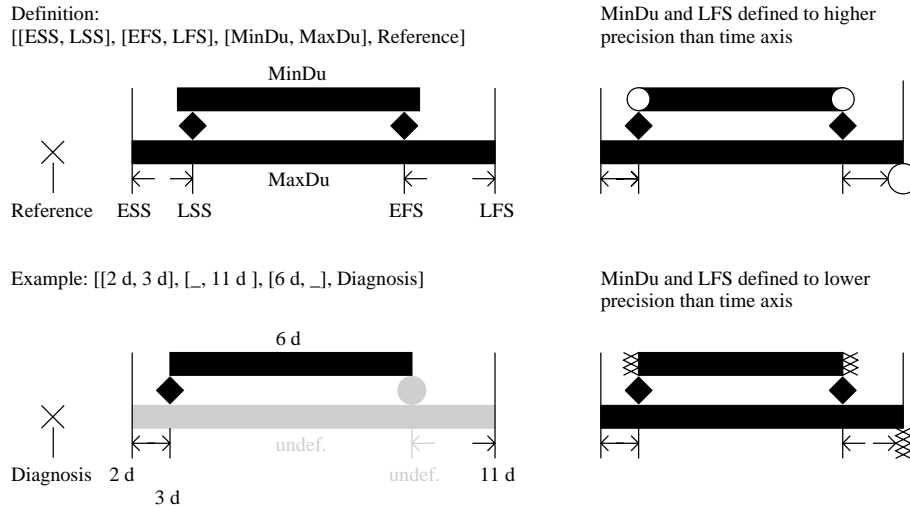 Definition:
[[ESS, LSS], [EFS, LFS], [MinDu, MaxDu], Reference]
MinDu
MaxDu
Reference
ESS
LSS
EFS
LFS
MinDu and LFS defined to higher
precision than time axis
Example: [[2 d, 3 d], [_, 11 d ], [6 d, _], Diagnosis]
6 d
undef.
Diagnosis
2 d
undef.
11 d
3 d
MinDu and LFS defined to lower
precision than time axis